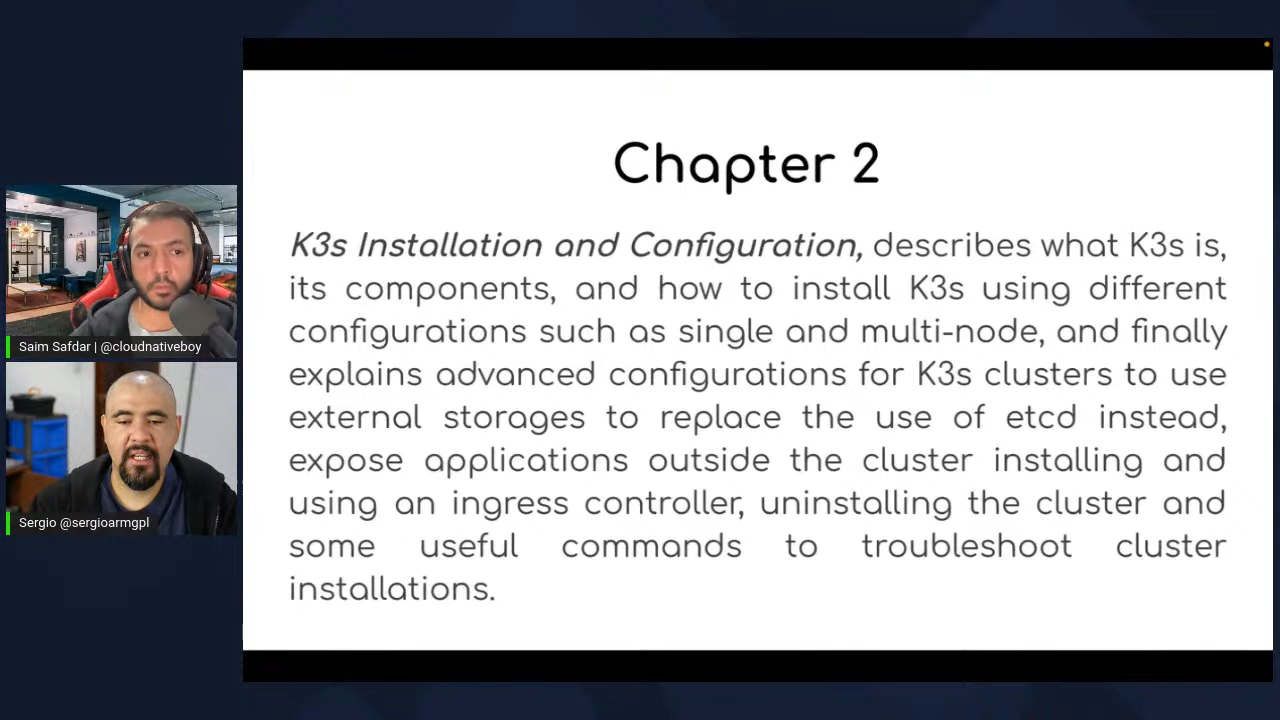 Chapter 2
K3s Installation and Configuration, describes what K3s is,
its components, and how to install K3s using different
configurations such as single and multi-node, and finally
explains advanced configurations for K3s clusters to use
external storages to replace the use of etcd instead,
expose applications outside the cluster installing and
using an ingress controller, uninstalling the cluster and
some useful commands to troubleshoot cluster
installations.
Saim Safdar | @cloudnativeboy
Sergio @sergioarmgpl